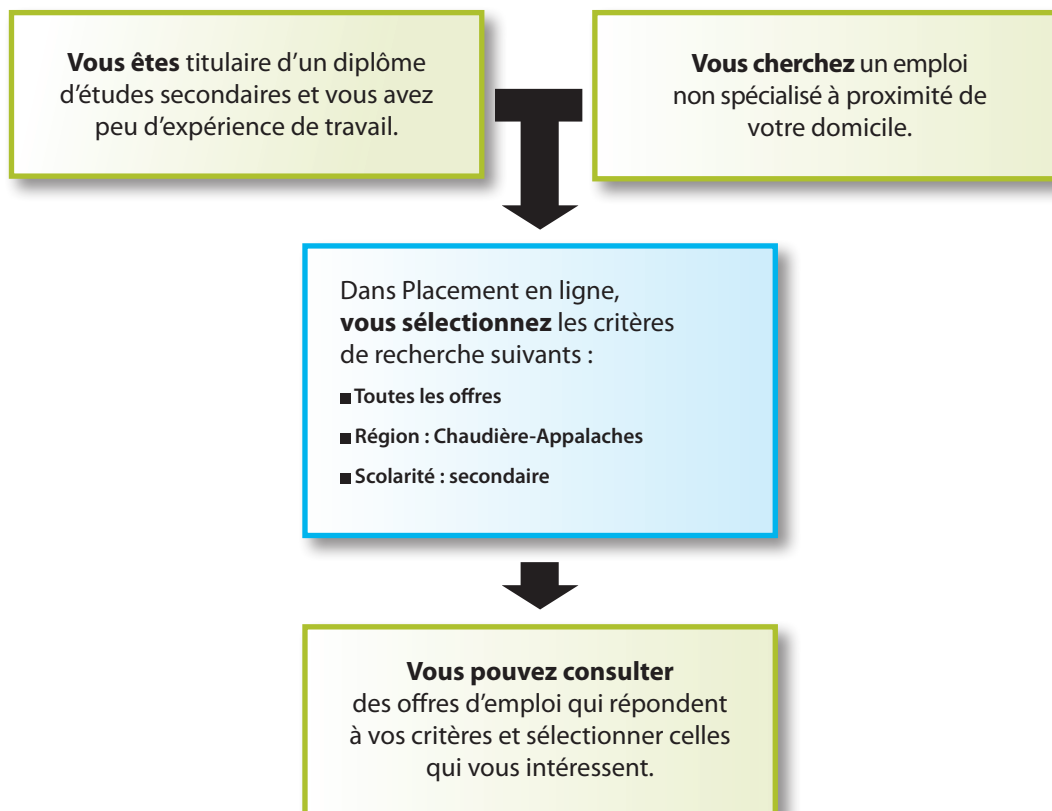 Vous êtes titulaire d’un diplôme
d’études secondaires et vous avez
peu d’expérience de travail.
Vous cherchez un emploi
non spécialisé à proximité de
votre domicile.
Dans Placement en ligne,
vous sélectionnez les critères
de recherche suivants :
■ Toutes les offres
■ Région : Chaudière-Appalaches
■ Scolarité : secondaire
Vous pouvez consulter
des offres d’emploi qui répondent
à vos critères et sélectionner celles
qui vous intéressent.